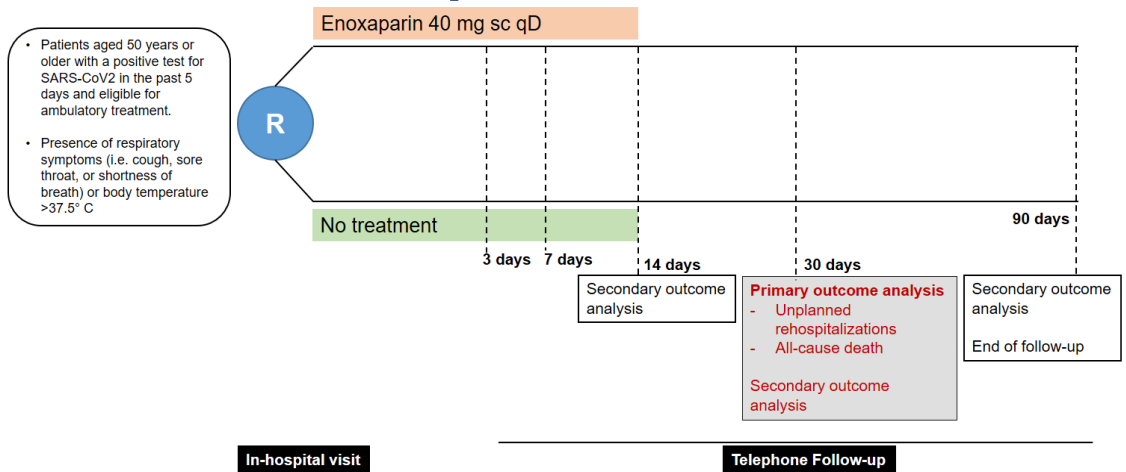 Enoxaparin 40 mg sc qD
• Patients aged 50 years or
older with a positive test for
SARS-CoV2 in the past 5
days and eligible for
ambulatory treatment.
• Presence of respiratory
symptoms (i.e. cough, sore
throat, or shortness of
breath) or body temperature
>37.5° C
R
No treatment
3 days
7 days
14 days
30 days
90 days
Secondary outcome
analysis
Primary outcome analysis
- Unplanned
rehospitalizations
- All-cause death
Secondary outcome
analysis
Secondary outcome
analysis
End of follow-up
In-hospital visit
Telephone Follow-up